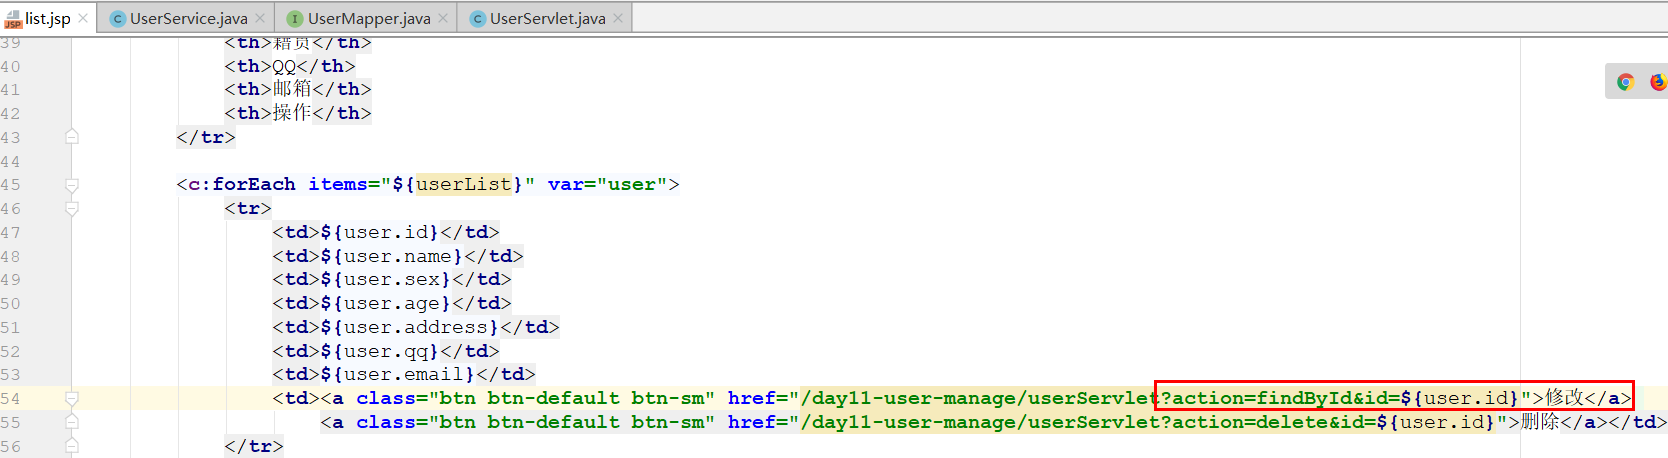 list.jsp UserService.java UserMapper.java UserServlet.java
39 <th>籍贯</th>
40 <th>QQ</th>
41 <th>邮箱</th>
42 <th>操作</th>
43 </tr>
44
45 <c:forEach items="${userList}" var="user">
46 <tr>
47 <td>${user.id}</td>
48 <td>${user.name}</td>
49 <td>${user.sex}</td>
50 <td>${user.age}</td>
51 <td>${user.address}</td>
52 <td>${user.qq}</td>
53 <td>${user.email}</td>
54 <td><a class="btn btn-default btn-sm" href="/day11-user-manage/userServlet?action=findById&id=${user.id}">修改</a>
55 <a class="btn btn-default btn-sm" href="/day11-user-manage/userServlet?action=delete&id=${user.id}">删除</a></td>
56 </tr>